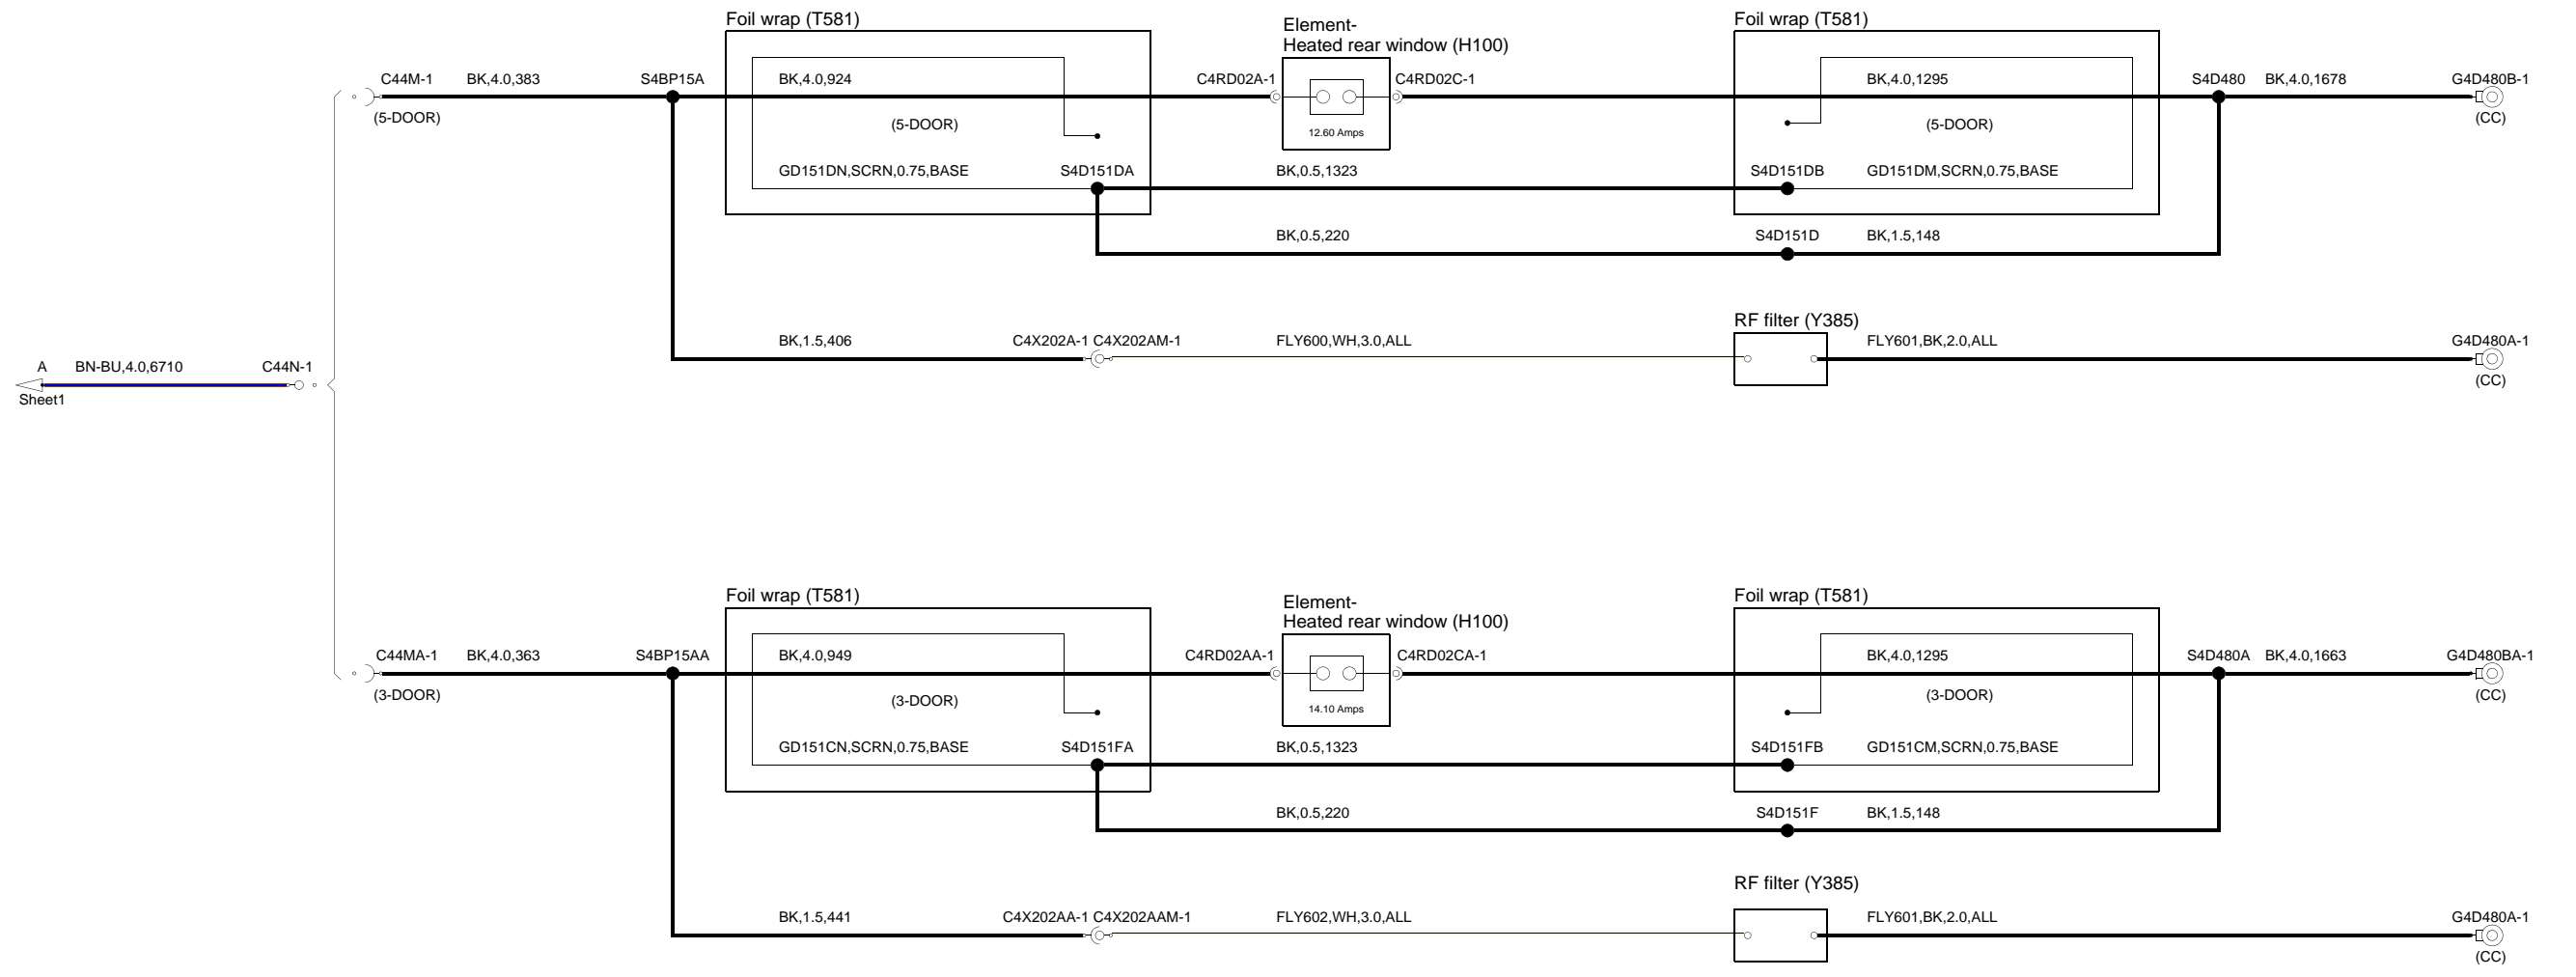 Foil wrap (T581)
Element-
Heated rear window (H100)
Foil wrap (T581)
C44M-1
BK,4.0,383
S4BP15A
BK,4.0,924
C4RD02A-1
C4RD02C-1
BK,4.0,1295
S4D480
BK,4.0,1678
G4D480B-1
(5-DOOR)
(5-DOOR)
12.60 Amps
(5-DOOR)
(CC)
GD151DN,SCRN,0.75,BASE
S4D151DA
BK,0.5,1323
S4D151DB
GD151DM,SCRN,0.75,BASE
BK,0.5,220
S4D151D
BK,1.5,148
RF filter (Y385)
BK,1.5,406
C4X202A-1 C4X202AM-1
FLY600,WH,3.0,ALL
FLY601,BK,2.0,ALL
G4D480A-1
(CC)
A
BN-BU,4.0,6710
C44N-1
Sheet1
Foil wrap (T581)
Element-
Heated rear window (H100)
Foil wrap (T581)
C44MA-1
BK,4.0,363
S4BP15AA
BK,4.0,949
C4RD02AA-1
C4RD02CA-1
BK,4.0,1295
S4D480A
BK,4.0,1663
G4D480BA-1
(3-DOOR)
(3-DOOR)
14.10 Amps
(3-DOOR)
(CC)
GD151CN,SCRN,0.75,BASE
S4D151FA
BK,0.5,1323
S4D151FB
GD151CM,SCRN,0.75,BASE
BK,0.5,220
S4D151F
BK,1.5,148
RF filter (Y385)
BK,1.5,441
C4X202AA-1 C4X202AAM-1
FLY602,WH,3.0,ALL
FLY601,BK,2.0,ALL
G4D480A-1
(CC)